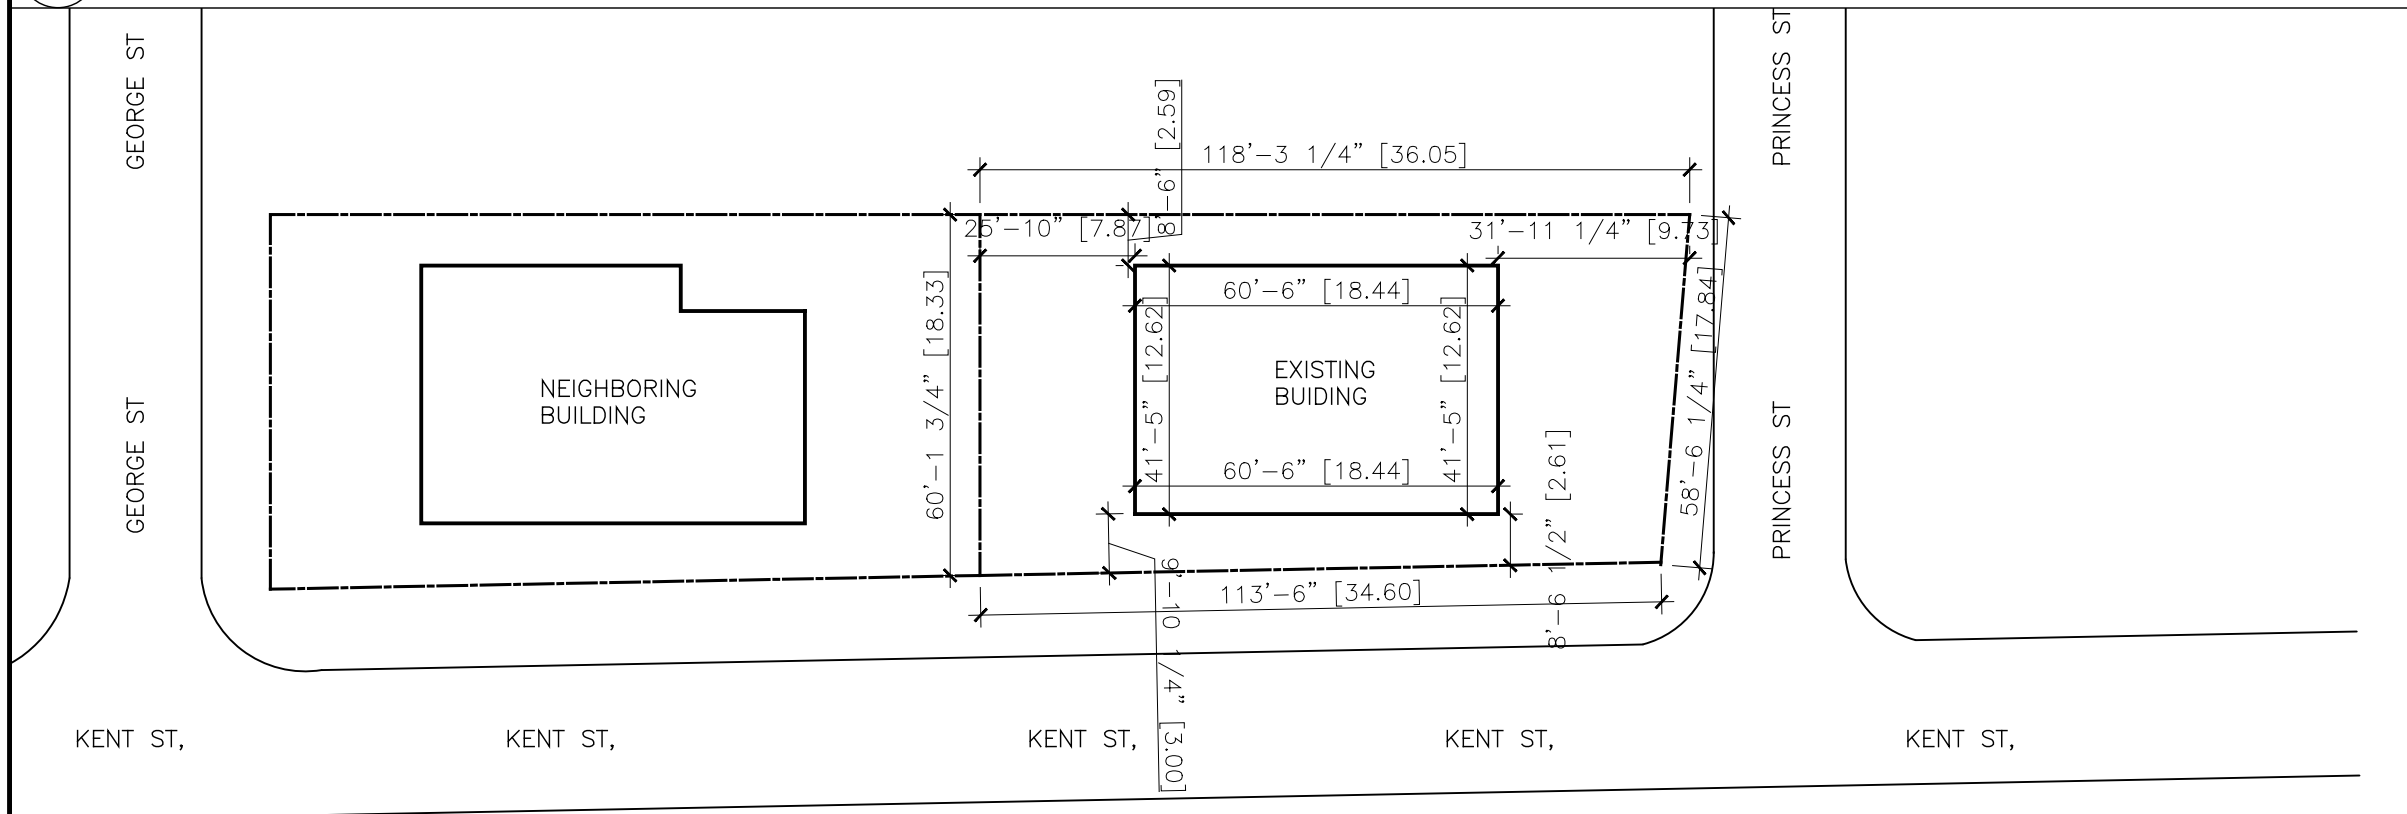 GEORGE ST
PRINCESS ST
8'-6" [2.59]
118'-3 1/4" [36.05]
25'-10" [7.87]
31'-11 1/4" [9.73]
60'-6" [18.44]
60'-1 3/4" [18.33]
41'-5" [12.62]
41'-5" [12.62]
58'-6 1/4" [17.84]
NEIGHBORING
BUILDING
EXISTING
BUIDING
GEORGE ST
PRINCESS ST
60'-6" [18.44]
8'-6 1/2" [2.61]
113'-6" [34.60]
9'-10 1/4" [3.00]
KENT ST,
KENT ST,
KENT ST,
KENT ST,
KENT ST,